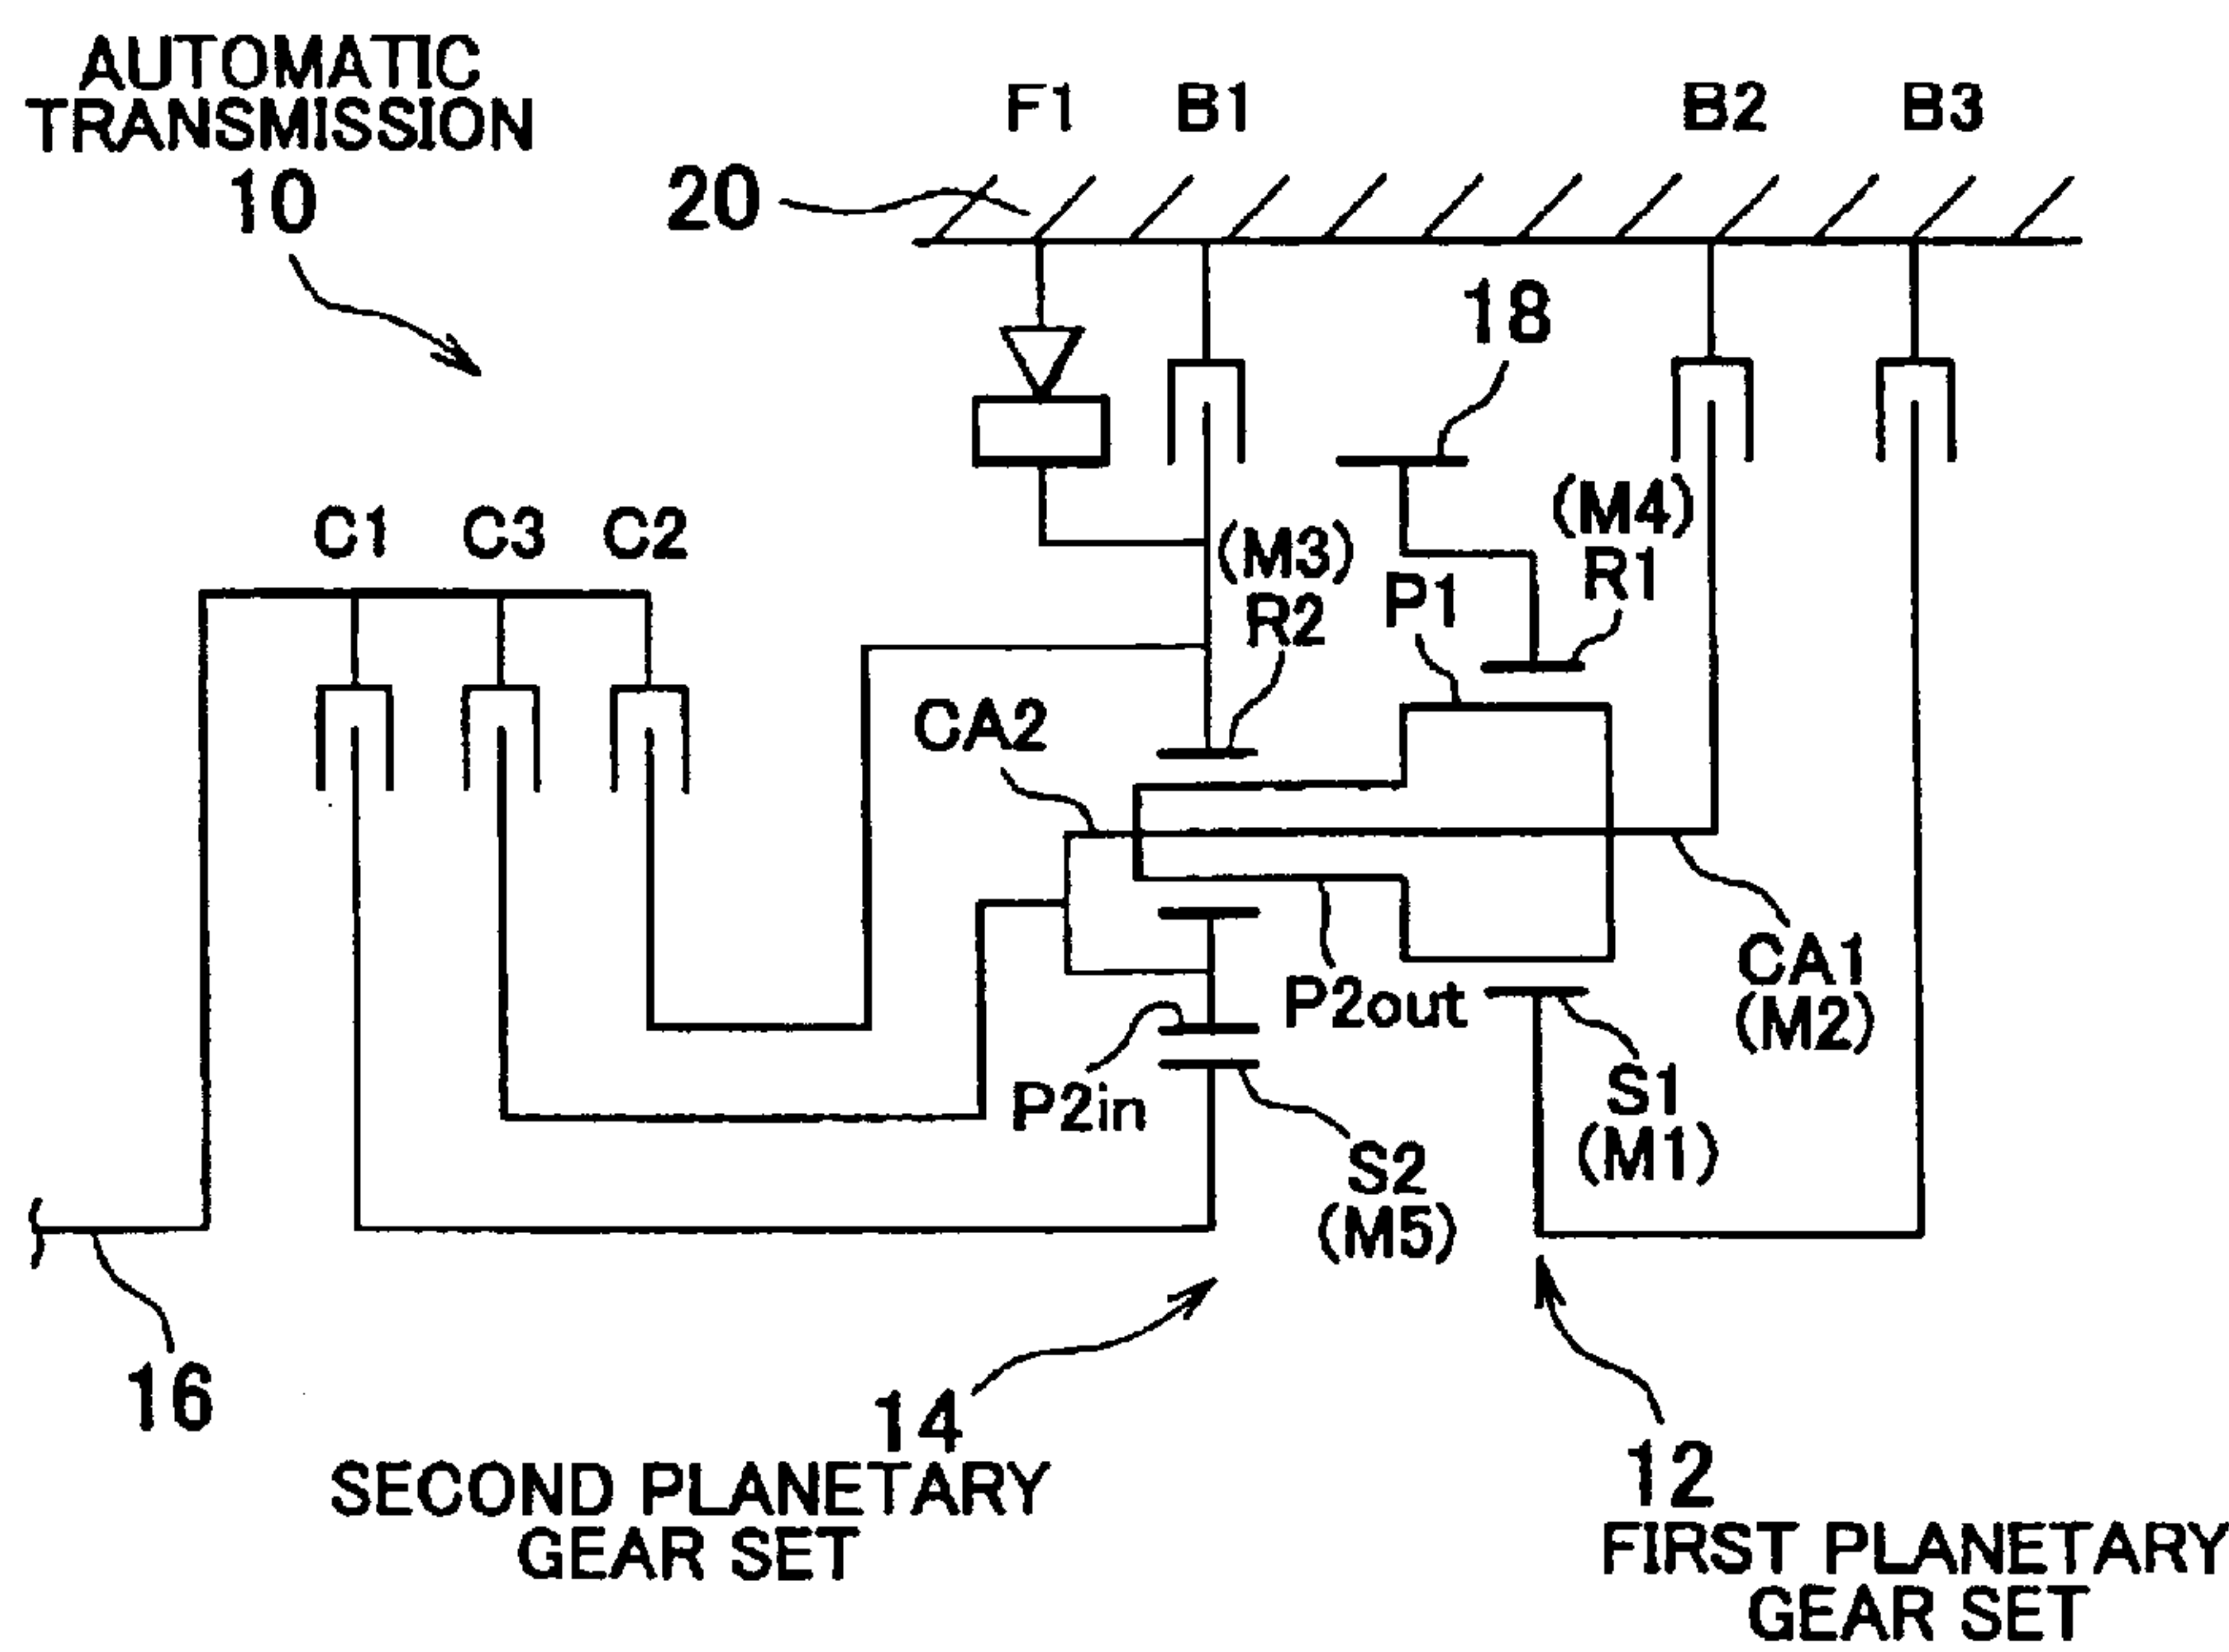 AUTOMATIC
TRANSMISSION
10
F1
B1
B2
B3
20
18
C1
C3
C2
(M3)
R2
P1
(M4)
R1
CA2
CA1
(M2)
P2out
P2in
S1
(M1)
S2
(M5)
16
14
SECOND PLANETARY
GEAR SET
12
FIRST PLANETARY
GEAR SET